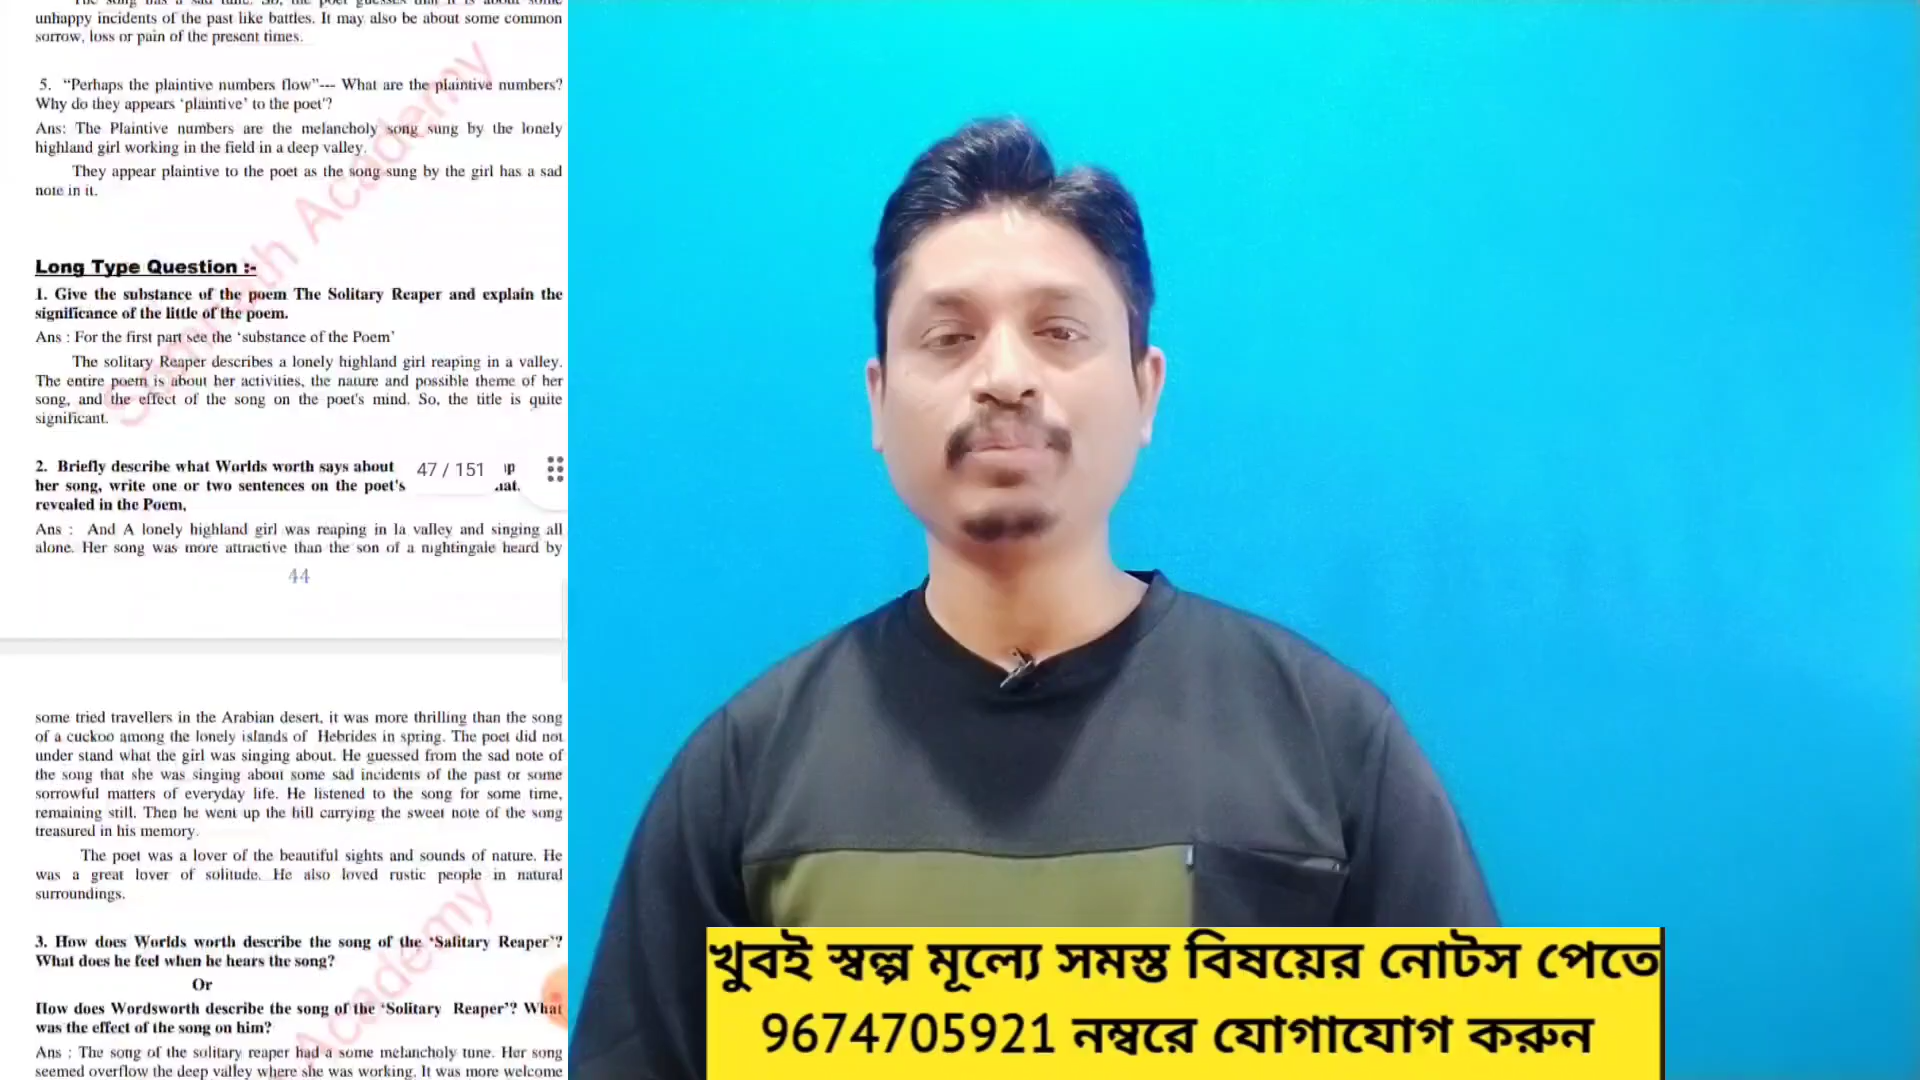 The song has a sad tune. So, the poet guesses that it is about some
unhappy incidents of the past like battles. It may also be about some common
sorrow, loss or pain of the present times.
5. “Perhaps the plaintive numbers flow”--- What are the plaintive numbers?
Why do they appears ‘plaintive’ to the poet’?
Ans: The Plaintive numbers are the melancholy song sung by the lonely
highland girl working in the field in a deep valley.
They appear plaintive to the poet as the song sung by the girl has a sad
note in it.
Long Type Question :-
1. Give the substance of the poem The Solitary Reaper and explain the
significance of the little of the poem.
Ans : For the first part see the ‘substance of the Poem’
The solitary Reaper describes a lonely highland girl reaping in a valley.
The entire poem is about her activities, the nature and possible theme of her
song, and the effect of the song on the poet's mind. So, the title is quite
significant.
2. Briefly describe what Worlds worth says about
her song, write one or two sentences on the poet's
revealed in the Poem,
47 / 151
Ans : And A lonely highland girl was reaping in la valley and singing all
alone. Her song was more attractive than the son of a nightingale heard by
44
some tried travellers in the Arabian desert, it was more thrilling than the song
of a cuckoo among the lonely islands of Hebrides in spring. The poet did not
under stand what the girl was singing about. He guessed from the sad note of
the song that she was singing about some sad incidents of the past or some
sorrowful matters of everyday life. He listened to the song for some time,
remaining still. Then he went up the hill carrying the sweet note of the song
treasured in his memory.
The poet was a lover of the beautiful sights and sounds of nature. He
was a great lover of solitude. He also loved rustic people in natural
surroundings.
3. How does Worlds worth describe the song of the ‘Salitary Reaper’?
What does he feel when he hears the song?
Or
How does Wordsworth describe the song of the ‘Solitary Reaper’? What
was the effect of the song on him?
Ans : The song of the solitary reaper had a some melancholy tune. Her song
seemed overflow the deep valley where she was working. It was more welcome
Academy
Academy
খুবই স্বল্প মূল্যে সমস্ত বিষয়ের নোটস পেতে
9674705921 নম্বরে যোগাযোগ করুন